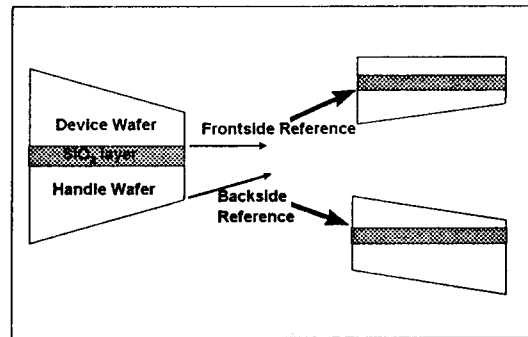 Device Wafer
SiO₂ layer
Handle Wafer
Frontside Reference
Backside
Reference